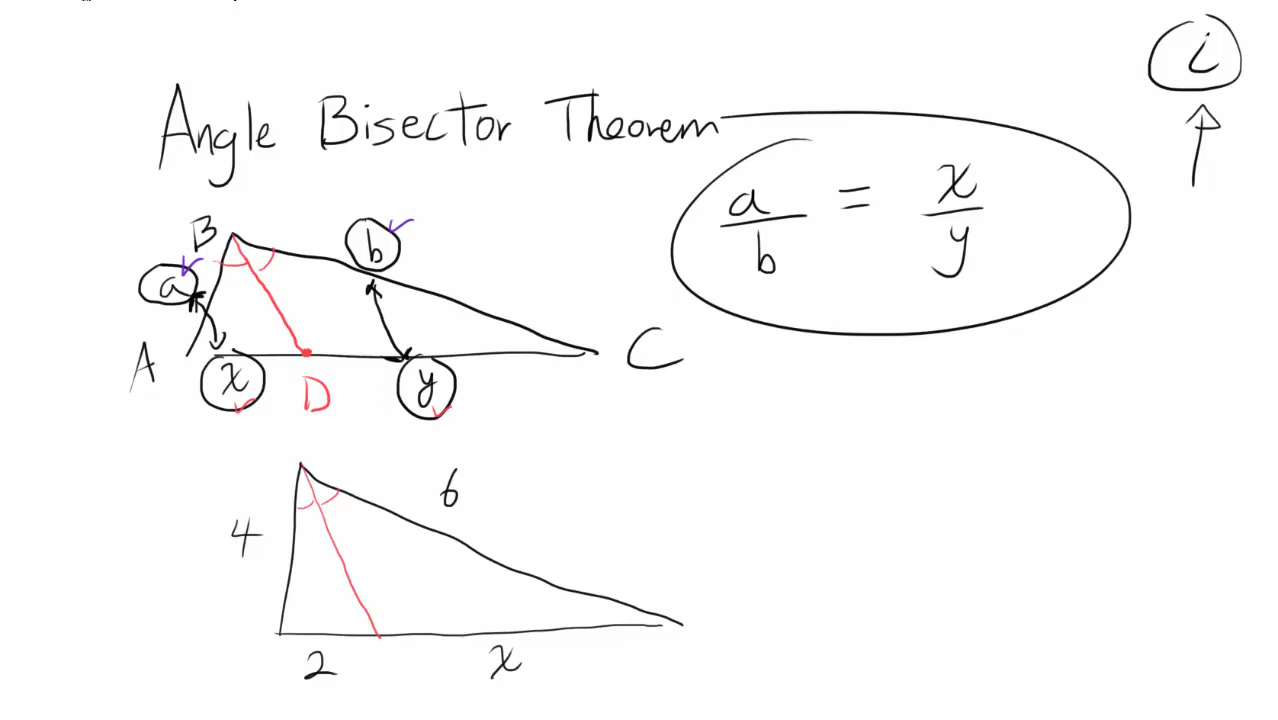 i
Angle Bisector Theorem
a/b = x/y
B
b
a
A
C
x
D
y
6
4
2
x